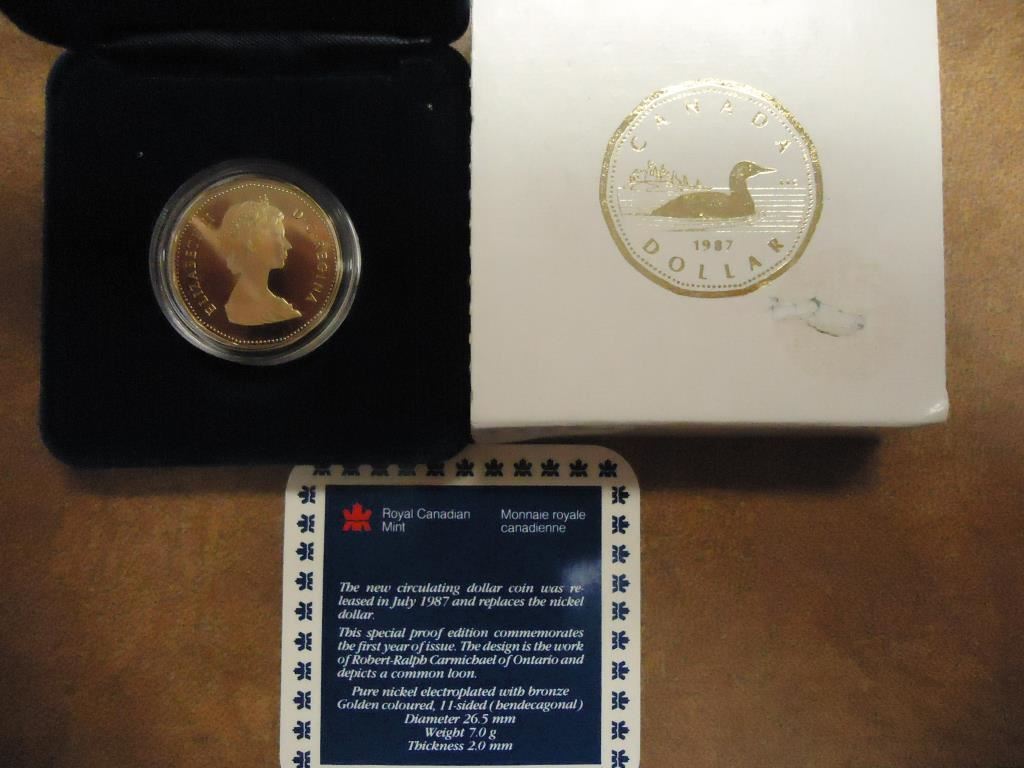 ELIZABETH D. REGINA
CANADA
1987
DOLLAR
Royal Canadian
Mint
Monnaie royale
canadienne
The new circulating dollar coin was re-
leased in July 1987 and replaces the nickel
dollar.
This special proof edition commemorates
the first year of issue. The design is the work
of Robert-Ralph Carmichael of Ontario and
depicts a common loon.
Pure nickel electroplated with bronze
Golden coloured, 11-sided (hendecagonal)
Diameter 26.5 mm
Weight 7.0 g
Thickness 2.0 mm